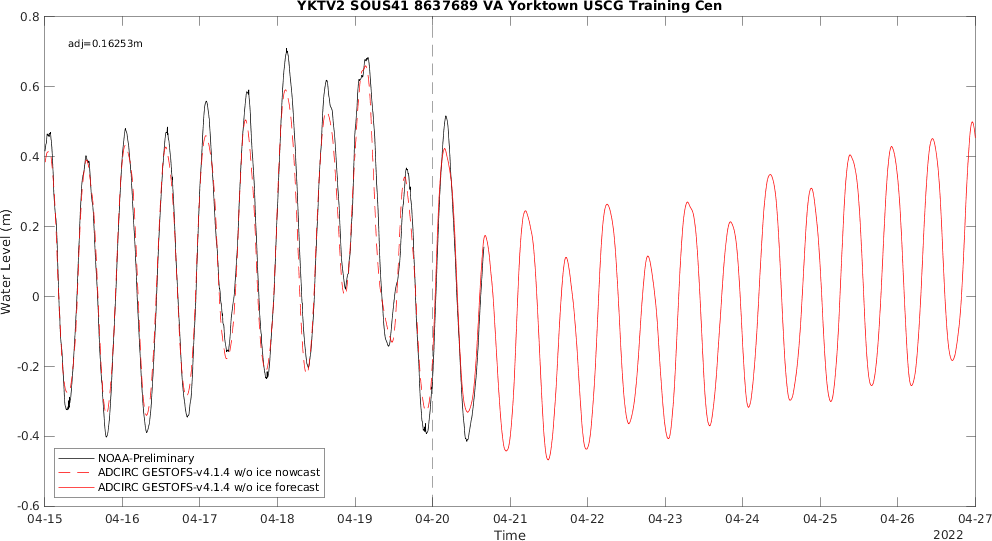 YKTV2 SOUS41 8637689 VA Yorktown USCG Training Cen
adj=0.16253m
0.8
0.6
0.4
0.2
0
-0.2
-0.4
-0.6
Water Level (m)
NOAA-Preliminary
ADCIRC GESTOFS-v4.1.4 w/o ice nowcast
ADCIRC GESTOFS-v4.1.4 w/o ice forecast
04-15 04-16 04-17 04-18 04-19 04-20 04-21 04-22 04-23 04-24 04-25 04-26 04-27
Time
2022